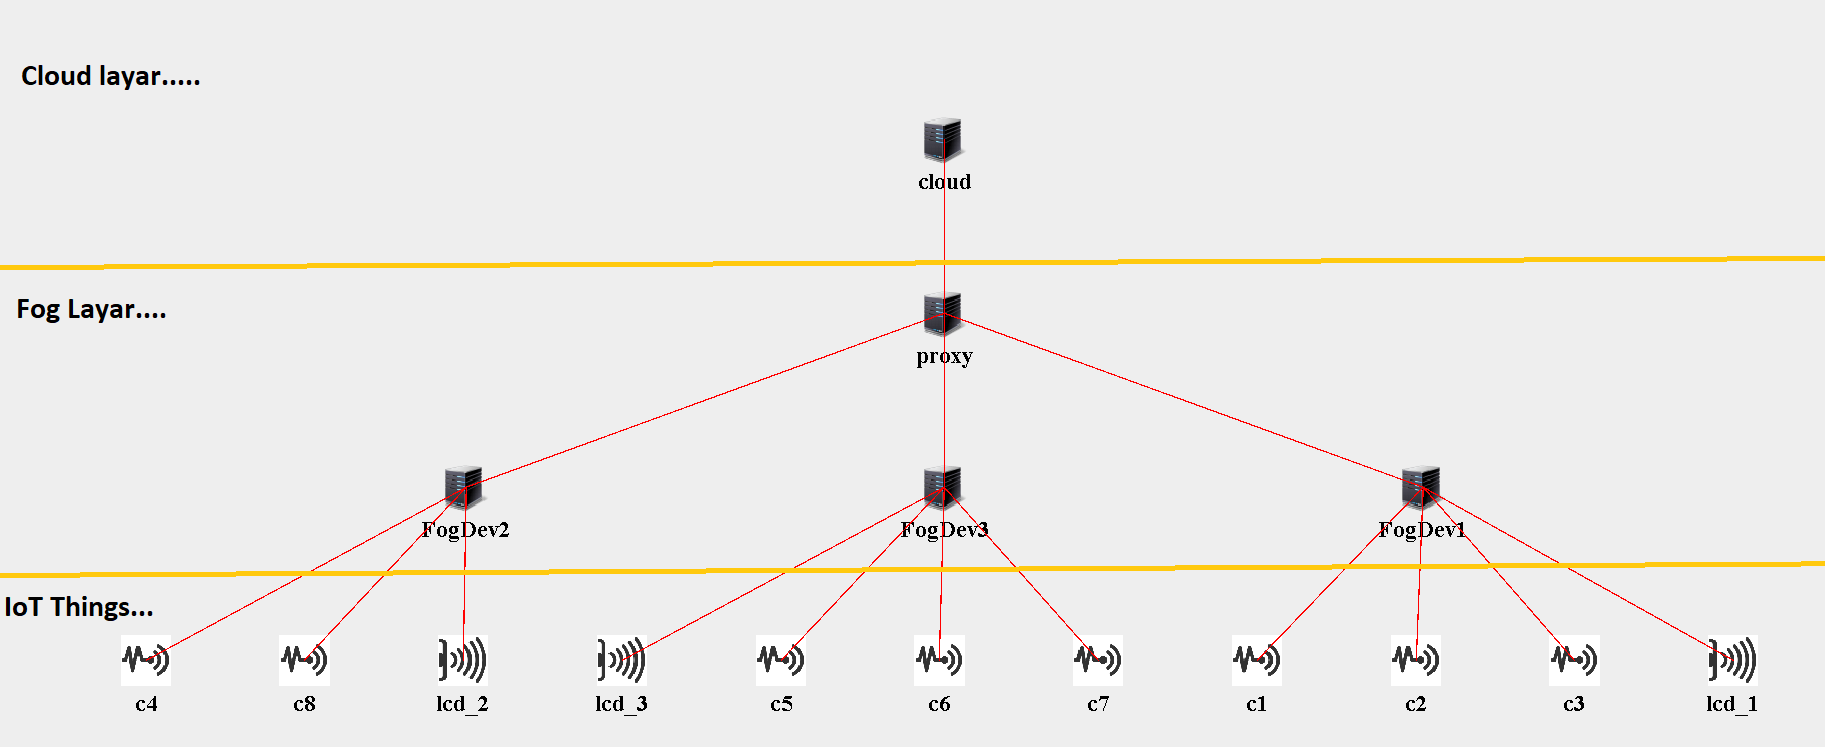 Cloud layar.....
cloud
Fog Layar....
proxy
FogDev2
FogDev3
FogDev1
IoT Things...
c4
c8
lcd_2
lcd_3
c5
c6
c7
c1
c2
c3
lcd_1